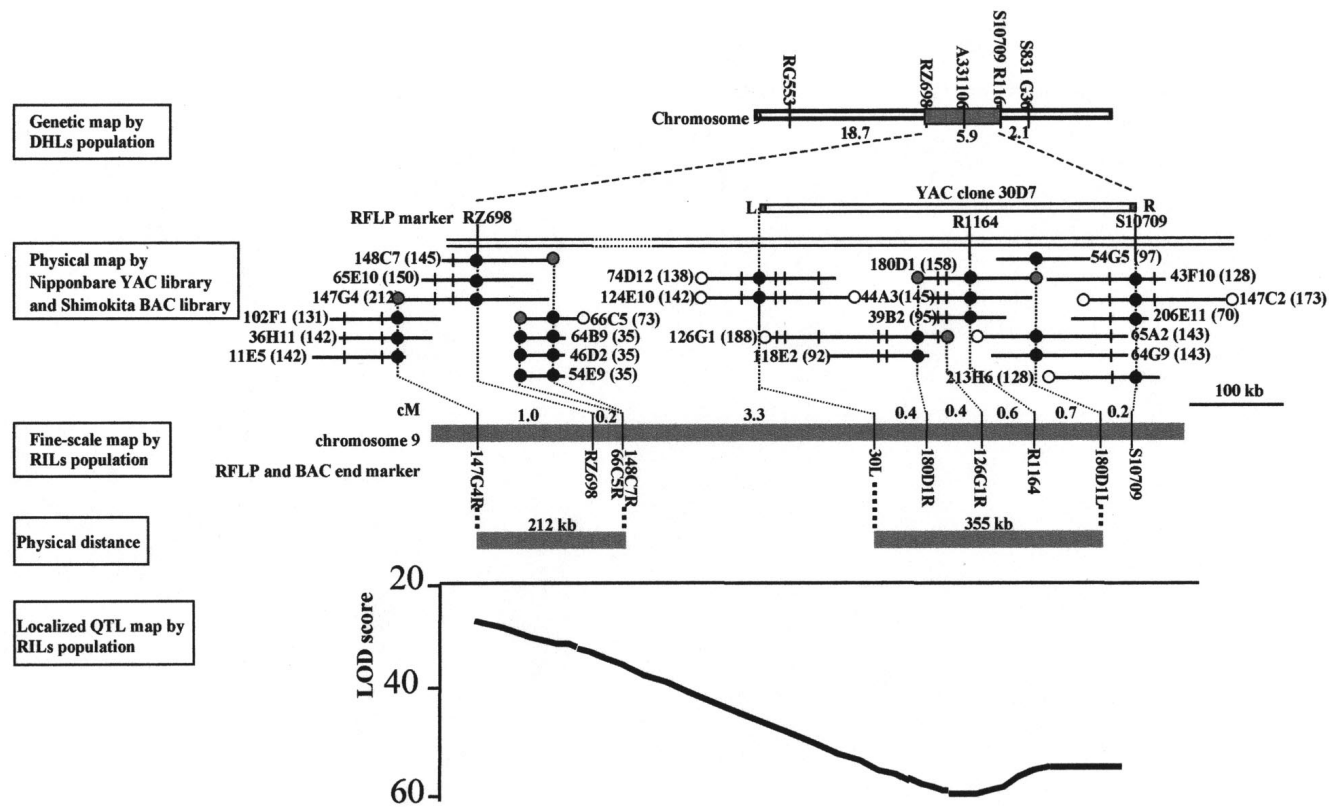 Genetic map by
DHLs population
RG553
RZ698
A331106
S10709
R116
S831
G36
Chromosome 9
18.7
5.9
2.1
YAC clone 30D7
L
R
RFLP marker
RZ698
R1164
S10709
Physical map by
Nipponbare YAC library
and Shimokita BAC library
148C7 (145)
65E10 (150)
147G4 (212
102F1 (131)
36H11 (142)
11E5 (142)
66C5 (73)
64B9 (35)
46D2 (35)
54E9 (35)
74D12 (138)
124E10 (142)
126G1 (188)
118E2 (92)
180D1 (158)
44A3(145)
39B2 (95)
213H6 (128)
54G5 (97)
43F10 (128)
147C2 (173)
206E11 (70)
65A2 (143)
64G9 (143)
100 kb
cM
1.0
0.2
3.3
0.4
0.4
0.6
0.7
0.2
Fine-scale map by
RILs population
chromosome 9
RFLP and BAC end marker
147G4R
RZ698
66C5R
148C7R
30L
180D1R
126G1R
R1164
180D1L
S10709
Physical distance
212 kb
355 kb
Localized QTL map by
RILs population
LOD score
20
40
60